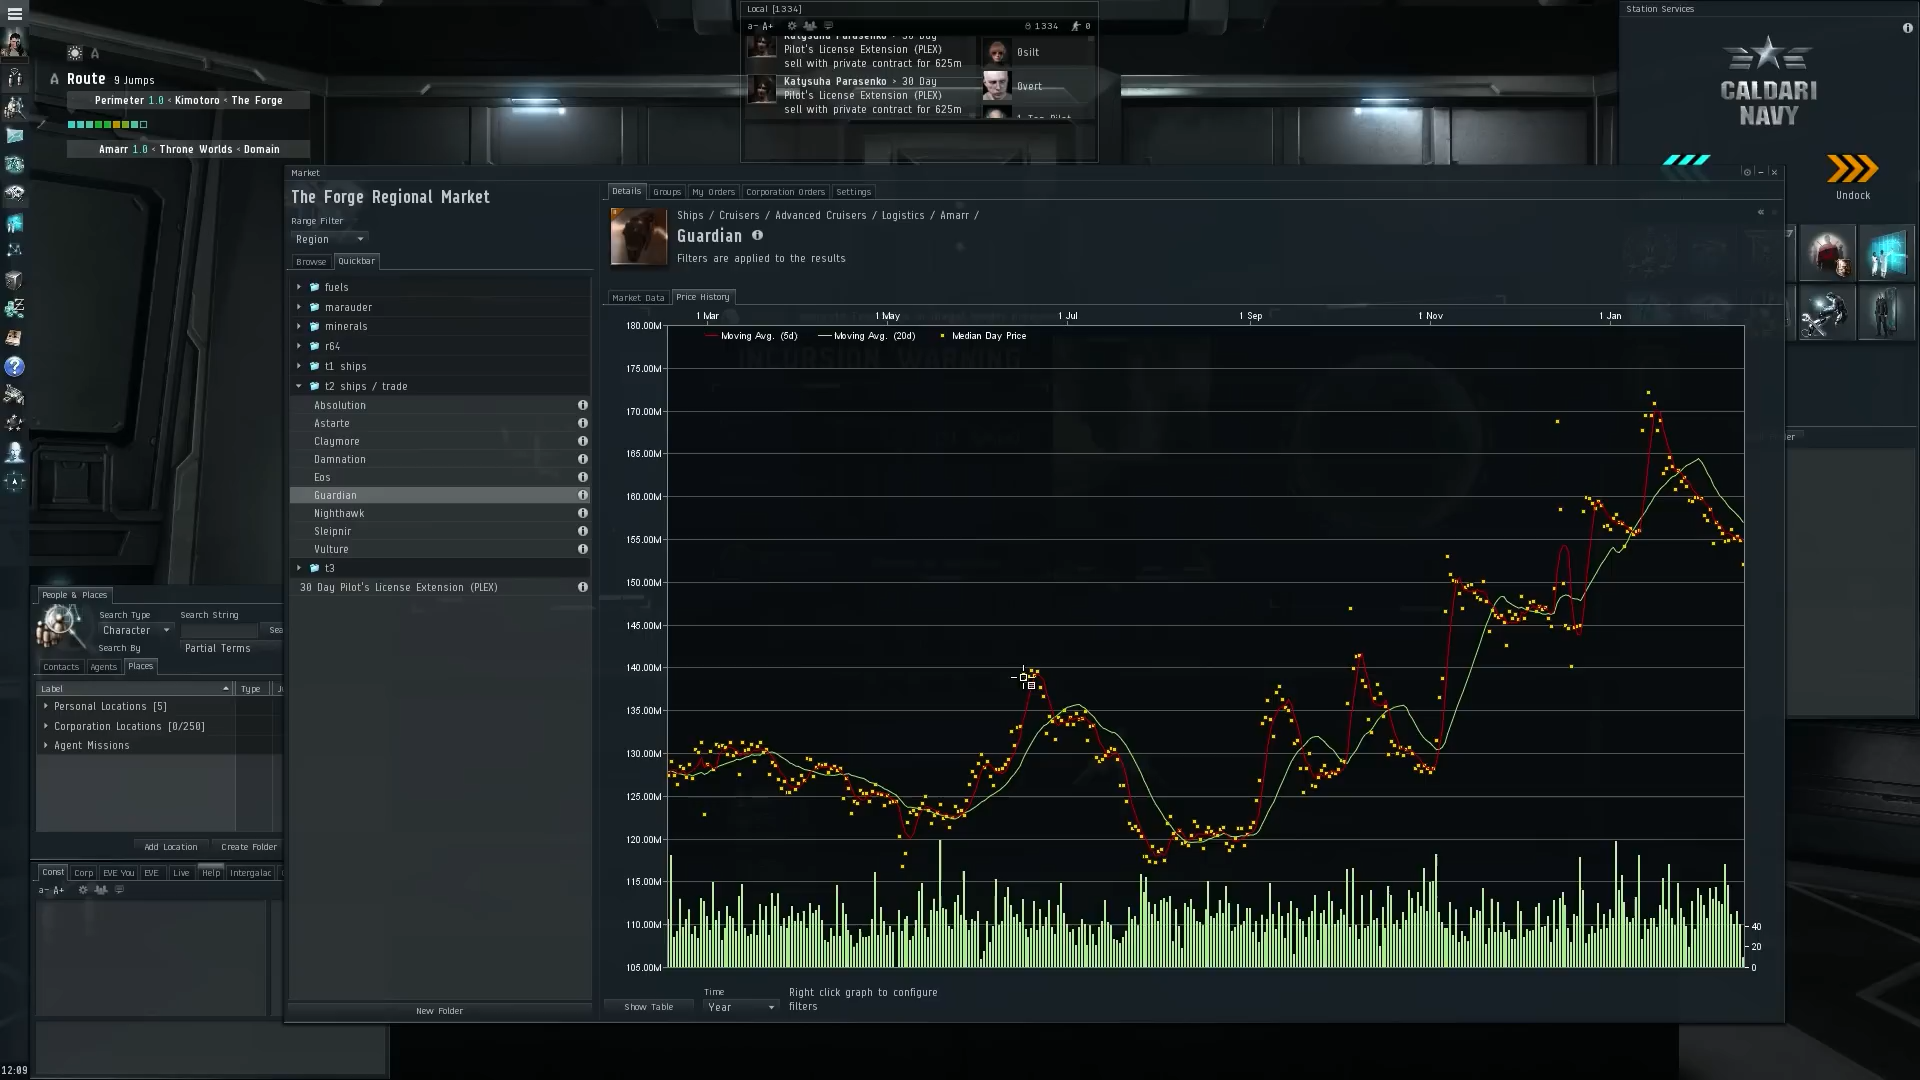 Local [1334]
a- A+
1334
0
Katysuha Parasenko > 30 Day
Pilot's License Extension (PLEX)
sell with private contract for 625m
Katysuha Parasenko > 30 Day
Pilot's License Extension (PLEX)
sell with private contract for 625m
0silt
0vert
Station Services
CALDARI
NAVY
Undock
A
A Route 9 Jumps
Perimeter 1.0 < Kimotoro < The Forge
Amarr 1.0 < Throne Worlds < Domain
Market
The Forge Regional Market
Range Filter
Region
Browse
Quickbar
fuels
marauder
minerals
r64
t1 ships
t2 ships / trade
Absolution
Astarte
Claymore
Damnation
Eos
Guardian
Nighthawk
Sleipnir
Vulture
t3
30 Day Pilot's License Extension (PLEX)
New Folder
Details
Groups
My Orders
Corporation Orders
Settings
Ships / Cruisers / Advanced Cruisers / Logistics / Amarr /
Guardian
Filters are applied to the results
Market Data
Price History
1 Mar
1 May
1 Jul
1 Sep
1 Nov
1 Jan
Moving Avg. (5d)
Moving Avg. (20d)
Median Day Price
INCURSION WARNING
180.00M
175.00M
170.00M
165.00M
160.00M
155.00M
150.00M
145.00M
140.00M
135.00M
130.00M
125.00M
120.00M
115.00M
110.00M
105.00M
40
20
0
Show Table
Time
Year
Right click graph to configure
filters
People & Places
Search Type
Search String
Character
Sea
Search By
Partial Terms
Contacts
Agents
Places
Label
Type
Personal Locations [5]
Corporation Locations [0/250]
Agent Missions
Add Location
Create Folder
Const
Corp
EVE You
EVE
Live
Help
Intergalac
a- A+
12:09